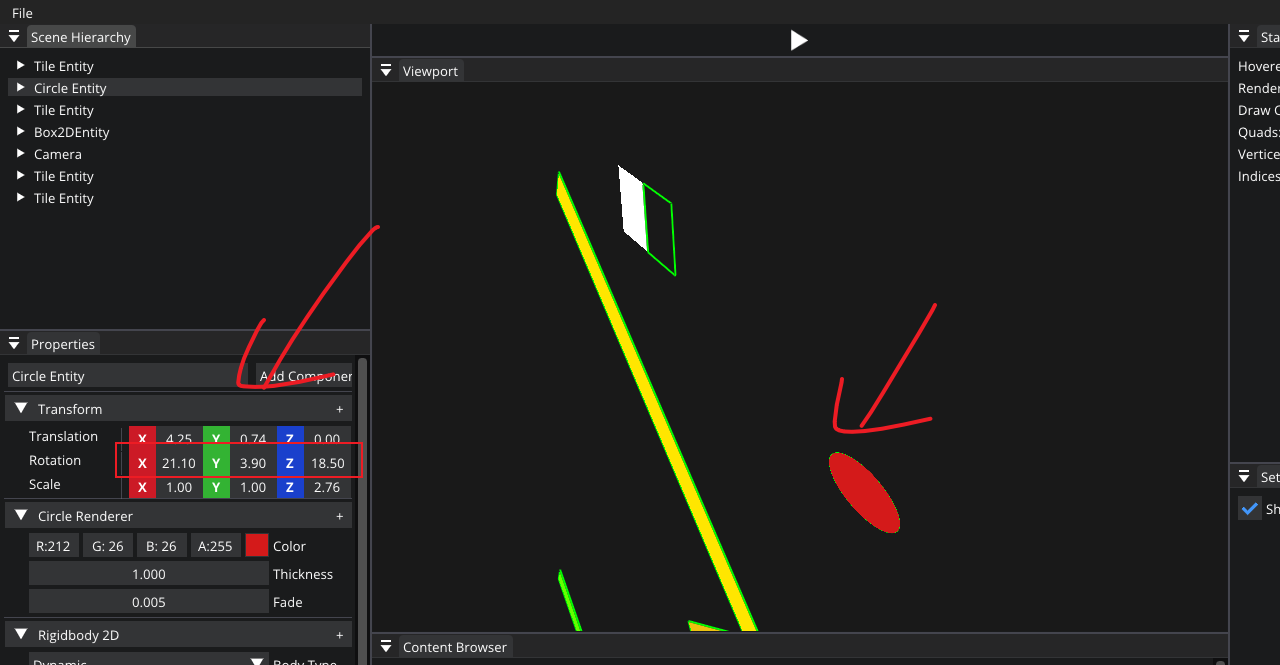 File
Scene Hierarchy
Tile Entity
Circle Entity
Tile Entity
Box2DEntity
Camera
Tile Entity
Tile Entity
Properties
Circle Entity
Add Componer
Transform
Translation X 4.25 Y 0.74 Z 0.00
Rotation X 21.10 Y 3.90 Z 18.50
Scale X 1.00 Y 1.00 Z 2.76
Circle Renderer
R:212 G: 26 B: 26 A:255 Color
1.000 Thickness
0.005 Fade
Rigidbody 2D
Dynamic Body Type
Viewport
Content Browser
Sta
Hovere
Render
Draw C
Quads:
Vertice
Indices
Set
Sh